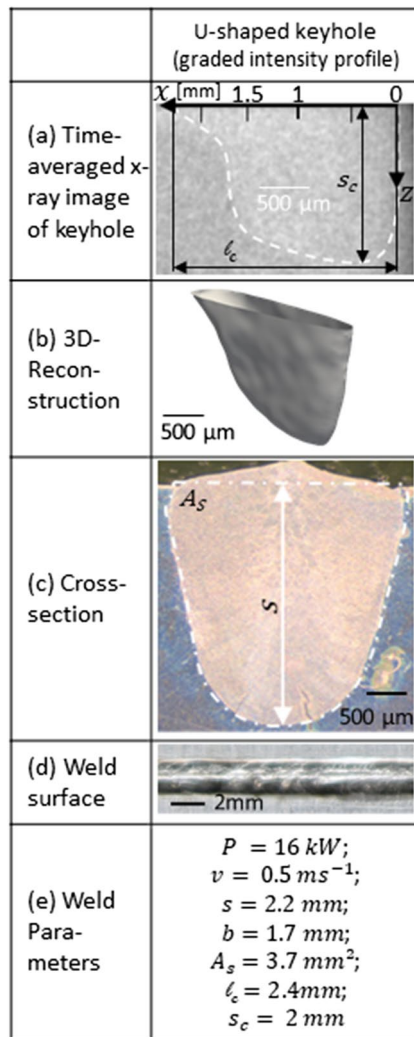 U-shaped keyhole
(graded intensity profile)
(a) Time-
averaged x-
ray image
of keyhole
x [mm] 1.5 1 0
s_c
z
500 µm
ℓ_c
(b) 3D-
Recon-
struction
500 µm
(c) Cross-
section
A_S
s
500 µm
(d) Weld
surface
2mm
(e) Weld
Para-
meters
P = 16 kW;
v = 0.5 ms⁻¹;
s = 2.2 mm;
b = 1.7 mm;
A_s = 3.7 mm²;
ℓ_c = 2.4mm;
s_c = 2 mm